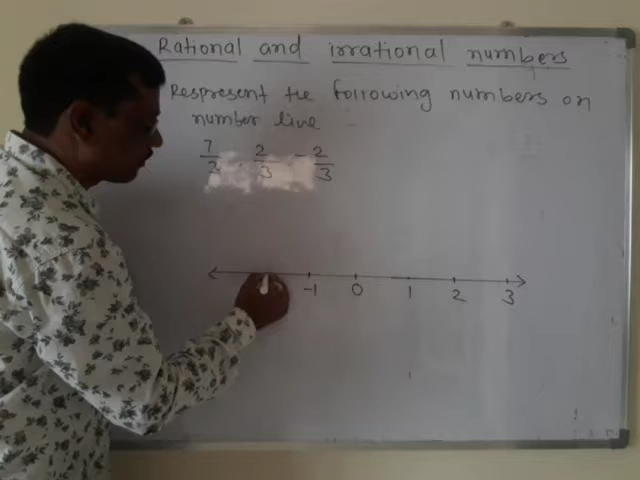 Rational and irrational numbers
Respresent the following numbers on
number line
7/3, 2/3 -2/3
-1 0 1 2 3